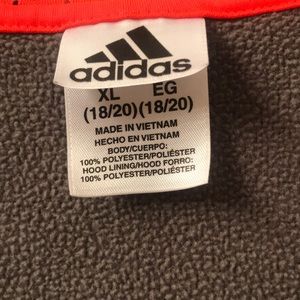 adidas
XL EG
(18/20) (18/20)
MADE IN VIETNAM
HECHO EN VIETNAM
BODY/CUERPO:
100% POLYESTER/POLIÉSTER
HOOD LINING/HOOD FORRO:
100% POLYESTER/POLIÉSTER